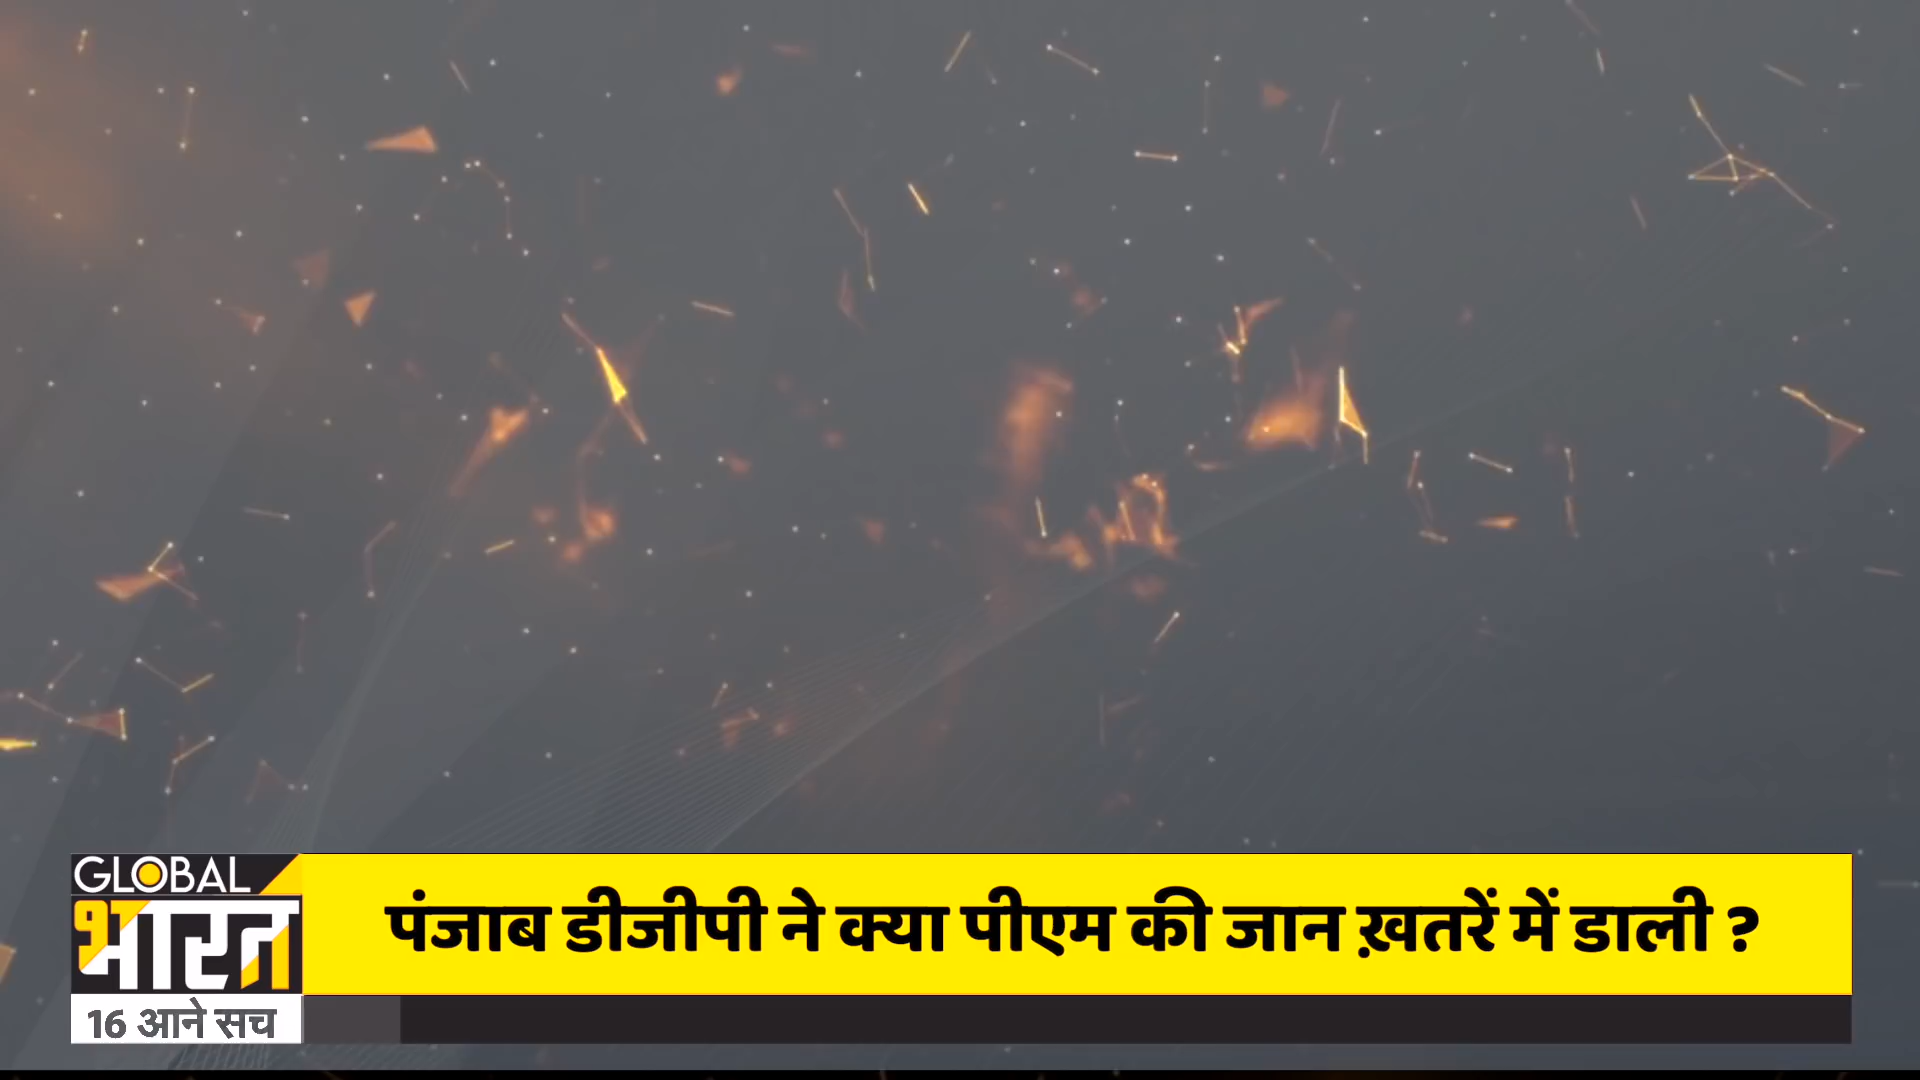 GLOBAL
भारत
16 आने सच
पंजाब डीजीपी ने क्या पीएम की जान ख़तरें में डाली ?